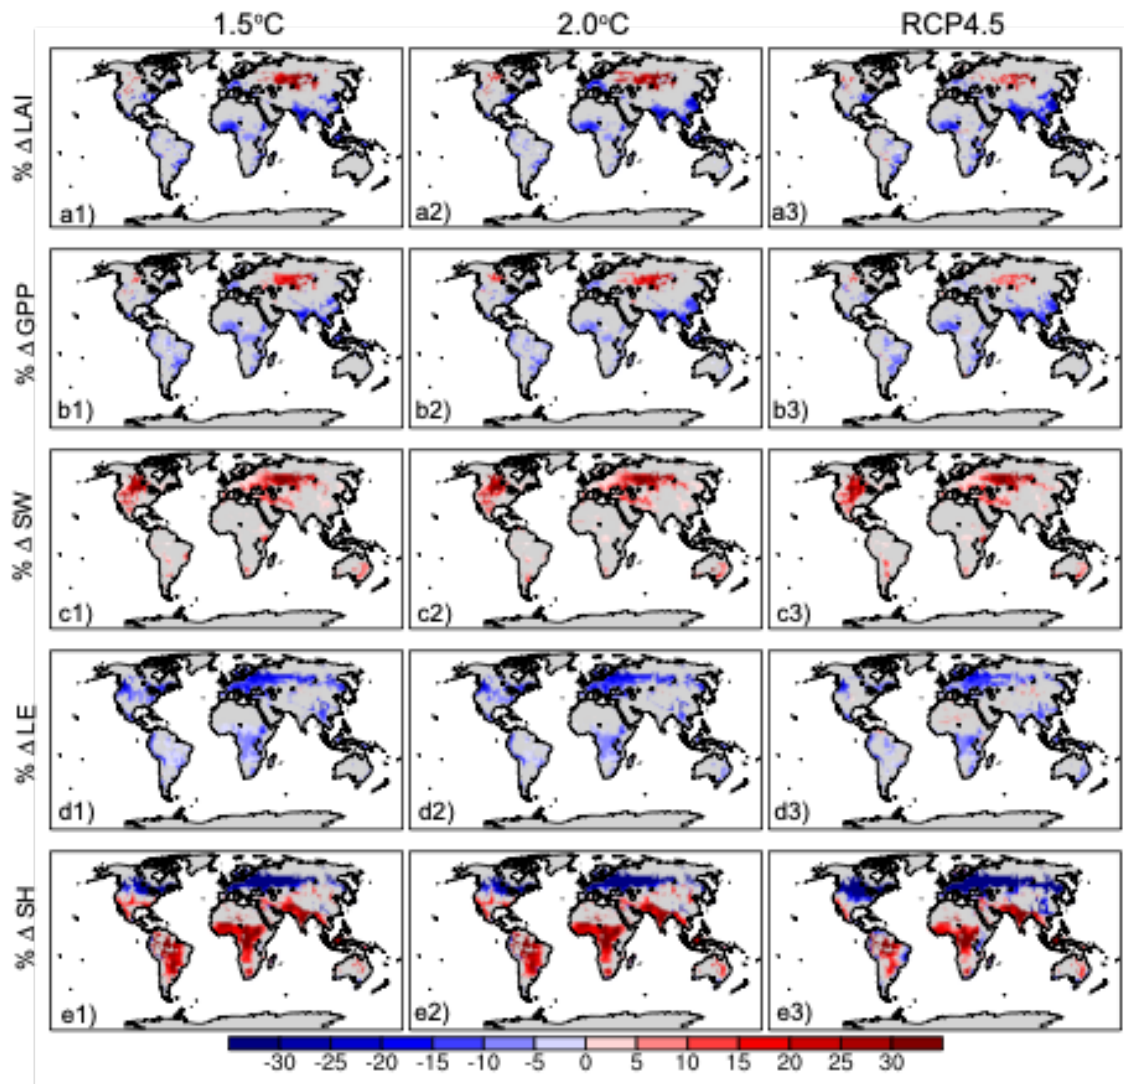 1.5°C 2.0°C RCP4.5
% Δ LAI
a1) a2) a3)
% Δ GPP
b1) b2) b3)
% Δ SW
c1) c2) c3)
% Δ LE
d1) d2) d3)
% Δ SH
e1) e2) e3)
-30 -25 -20 -15 -10 -5 0 5 10 15 20 25 30